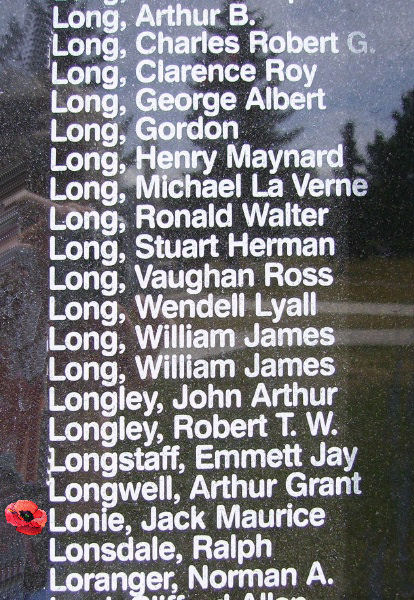 Long, Arthur B.
Long, Charles Robert G.
Long, Clarence Roy
Long, George Albert
Long, Gordon
Long, Henry Maynard
Long, Michael La Verne
Long, Ronald Walter
Long, Stuart Herman
Long, Vaughan Ross
Long, Wendell Lyall
Long, William James
Long, William James
Longley, John Arthur
Longley, Robert T. W.
Longstaff, Emmett Jay
Longwell, Arthur Grant
Lonie, Jack Maurice
Lonsdale, Ralph
Loranger, Norman A.
Clifford Allen